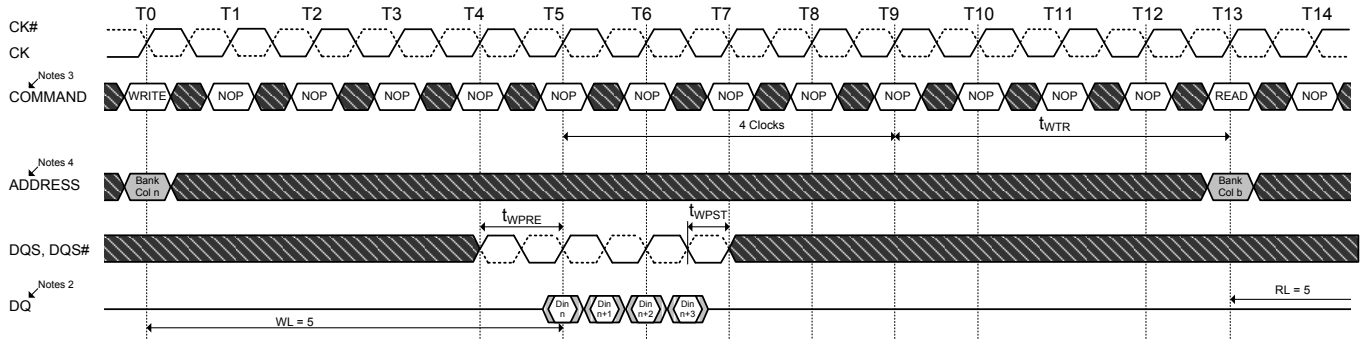 T0 T1 T2 T3 T4 T5 T6 T7 T8 T9 T10 T11 T12 T13 T14
CK#
CK
Notes 3
COMMAND WRITE NOP NOP NOP NOP NOP NOP NOP NOP NOP NOP NOP NOP READ NOP
4 Clocks tWTR
Notes 4
ADDRESS Bank Col n Bank Col b
tWPRE tWPST
DQS, DQS#
Notes 2
DQ Din n Din n+1 Din n+2 Din n+3
RL = 5
WL = 5